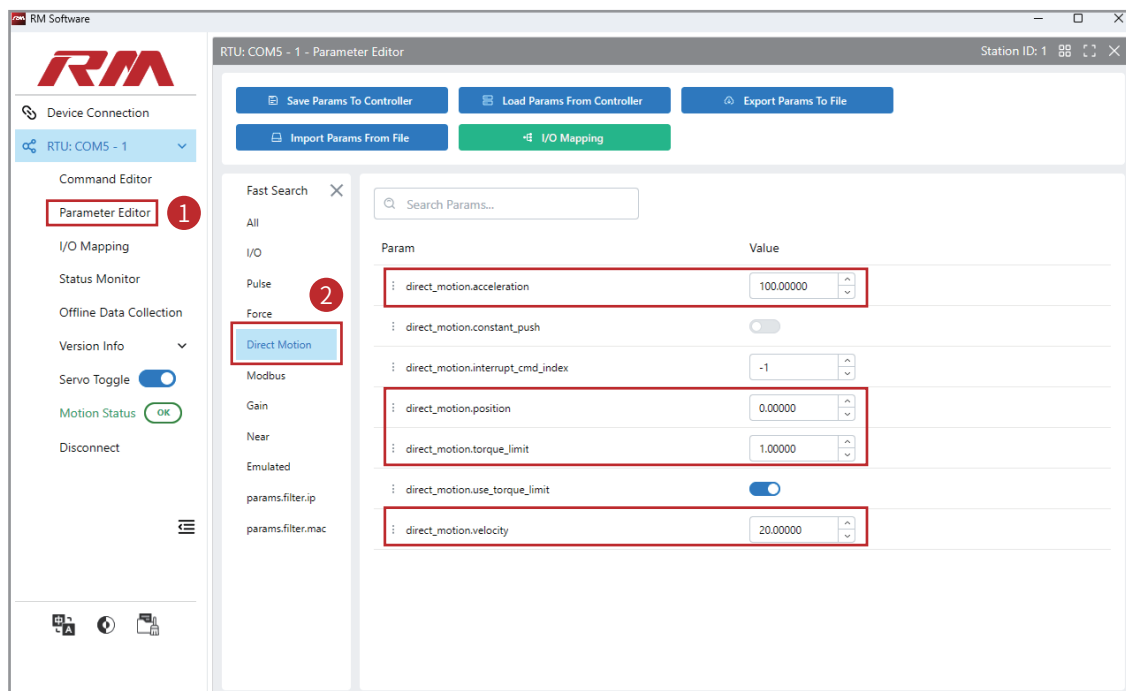 RM RM Software
RTU: COM5 - 1 - Parameter Editor
Station ID: 1
RM
Device Connection
RTU: COM5 - 1
Command Editor
Parameter Editor
1
I/O Mapping
Status Monitor
Offline Data Collection
Version Info
Servo Toggle
Motion Status OK
Disconnect
中 A
Save Params To Controller
Load Params From Controller
Export Params To File
Import Params From File
I/O Mapping
Fast Search
All
I/O
Pulse
2
Force
Direct Motion
Modbus
Gain
Near
Emulated
params.filter.ip
params.filter.mac
Search Params...
Param Value
direct_motion.acceleration 100.00000
direct_motion.constant_push
direct_motion.interrupt_cmd_index -1
direct_motion.position 0.00000
direct_motion.torque_limit 1.00000
direct_motion.use_torque_limit
direct_motion.velocity 20.00000